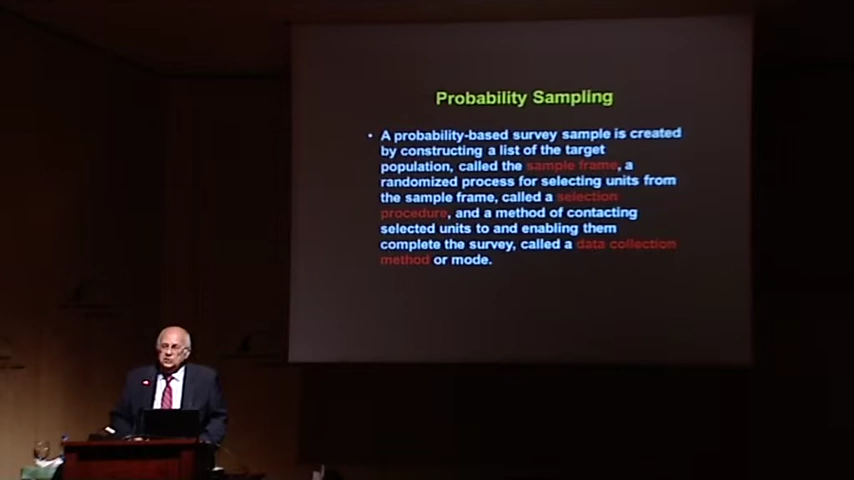 Probability Sampling
• A probability-based survey sample is created
by constructing a list of the target
population, called the sample frame, a
randomized process for selecting units from
the sample frame, called a selection
procedure, and a method of contacting
selected units to and enabling them
complete the survey, called a data collection
method or mode.